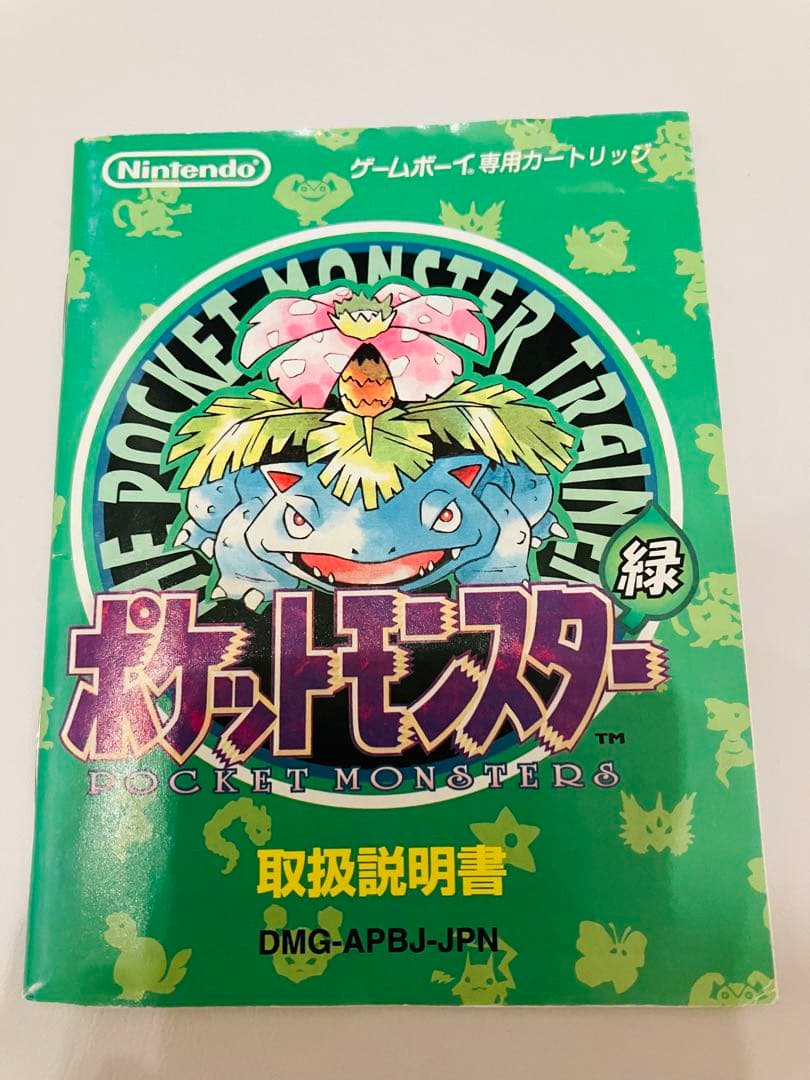 Nintendo®
ゲームボーイ®専用カートリッジ
THE POCKET MONSTER TRAINER
緑
ポケットモンスター
TM
POCKET MONSTERS
取扱説明書
DMG-APBJ-JPN